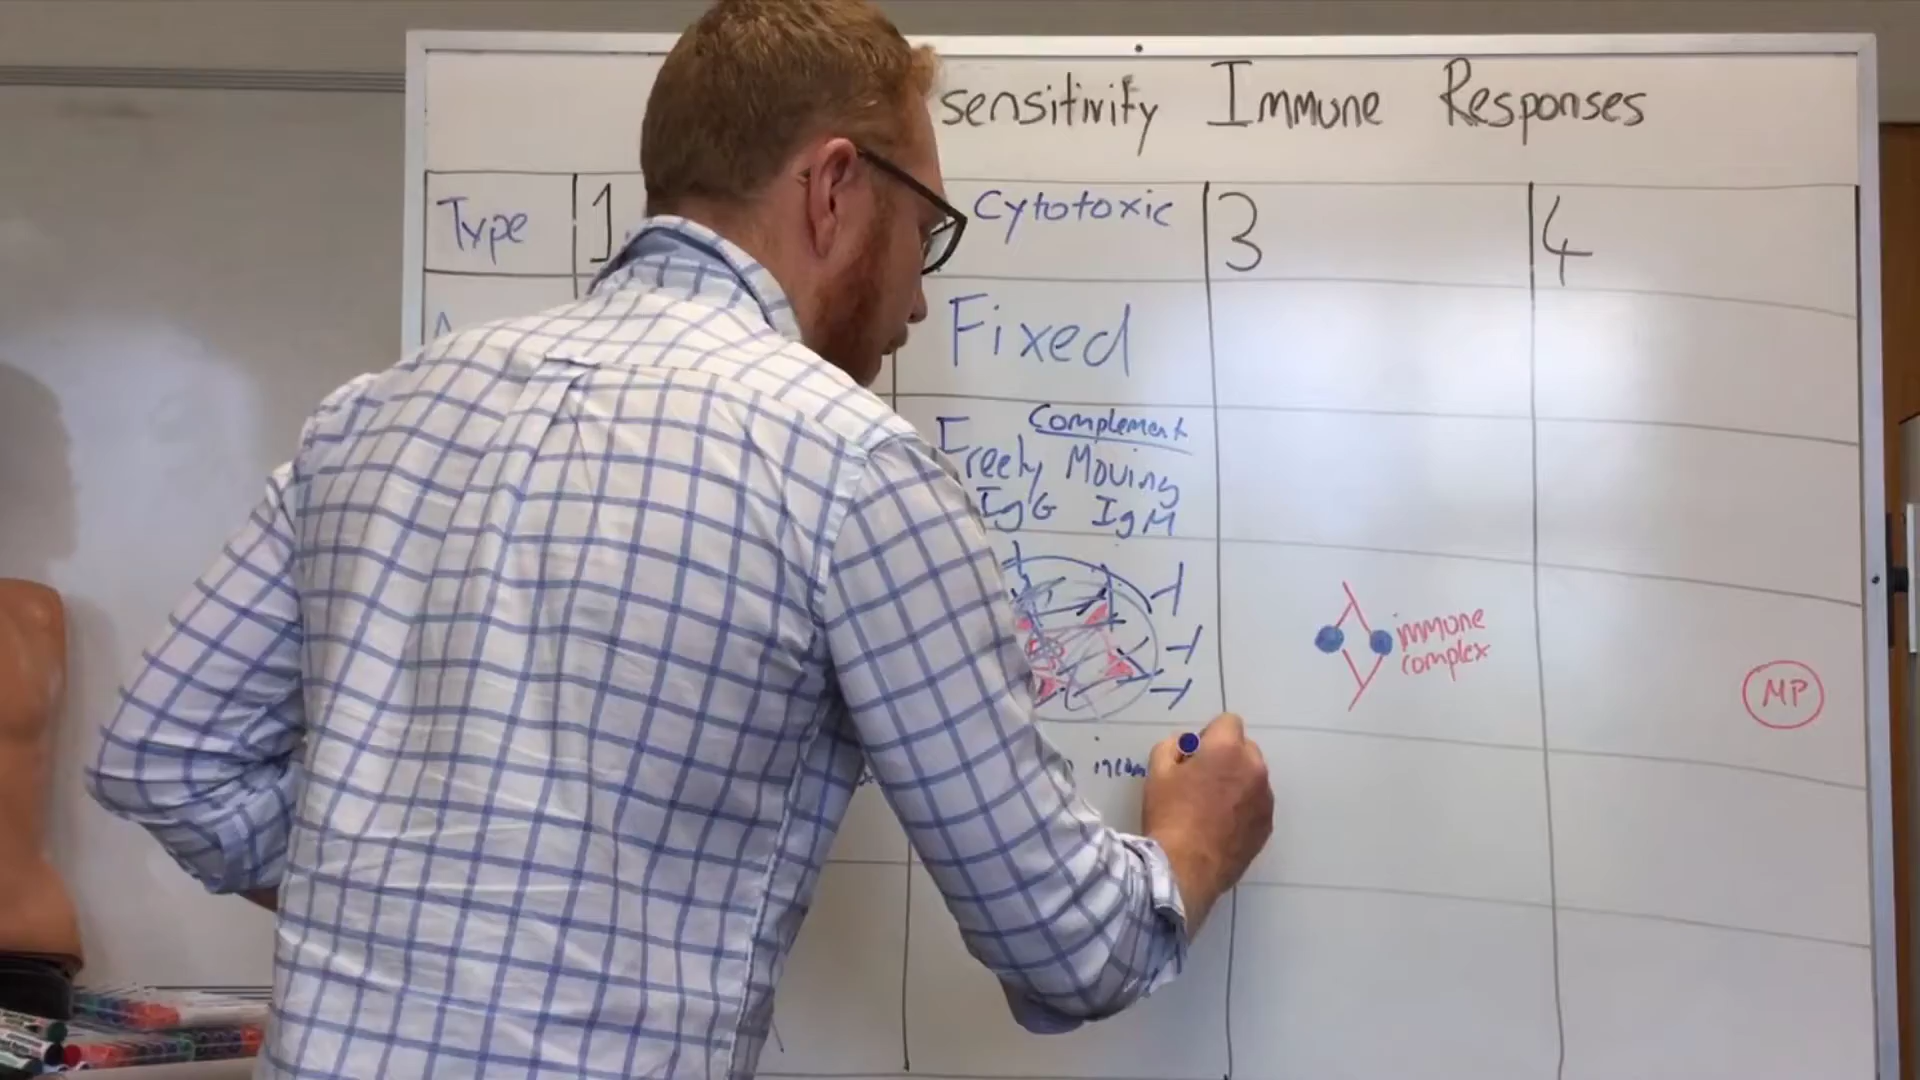 sensitivity Immune Responses
Type 1. Cytotoxic 3 4
Fixed
Complement
Freely Moving
IgG IgM
immune
complex
MP